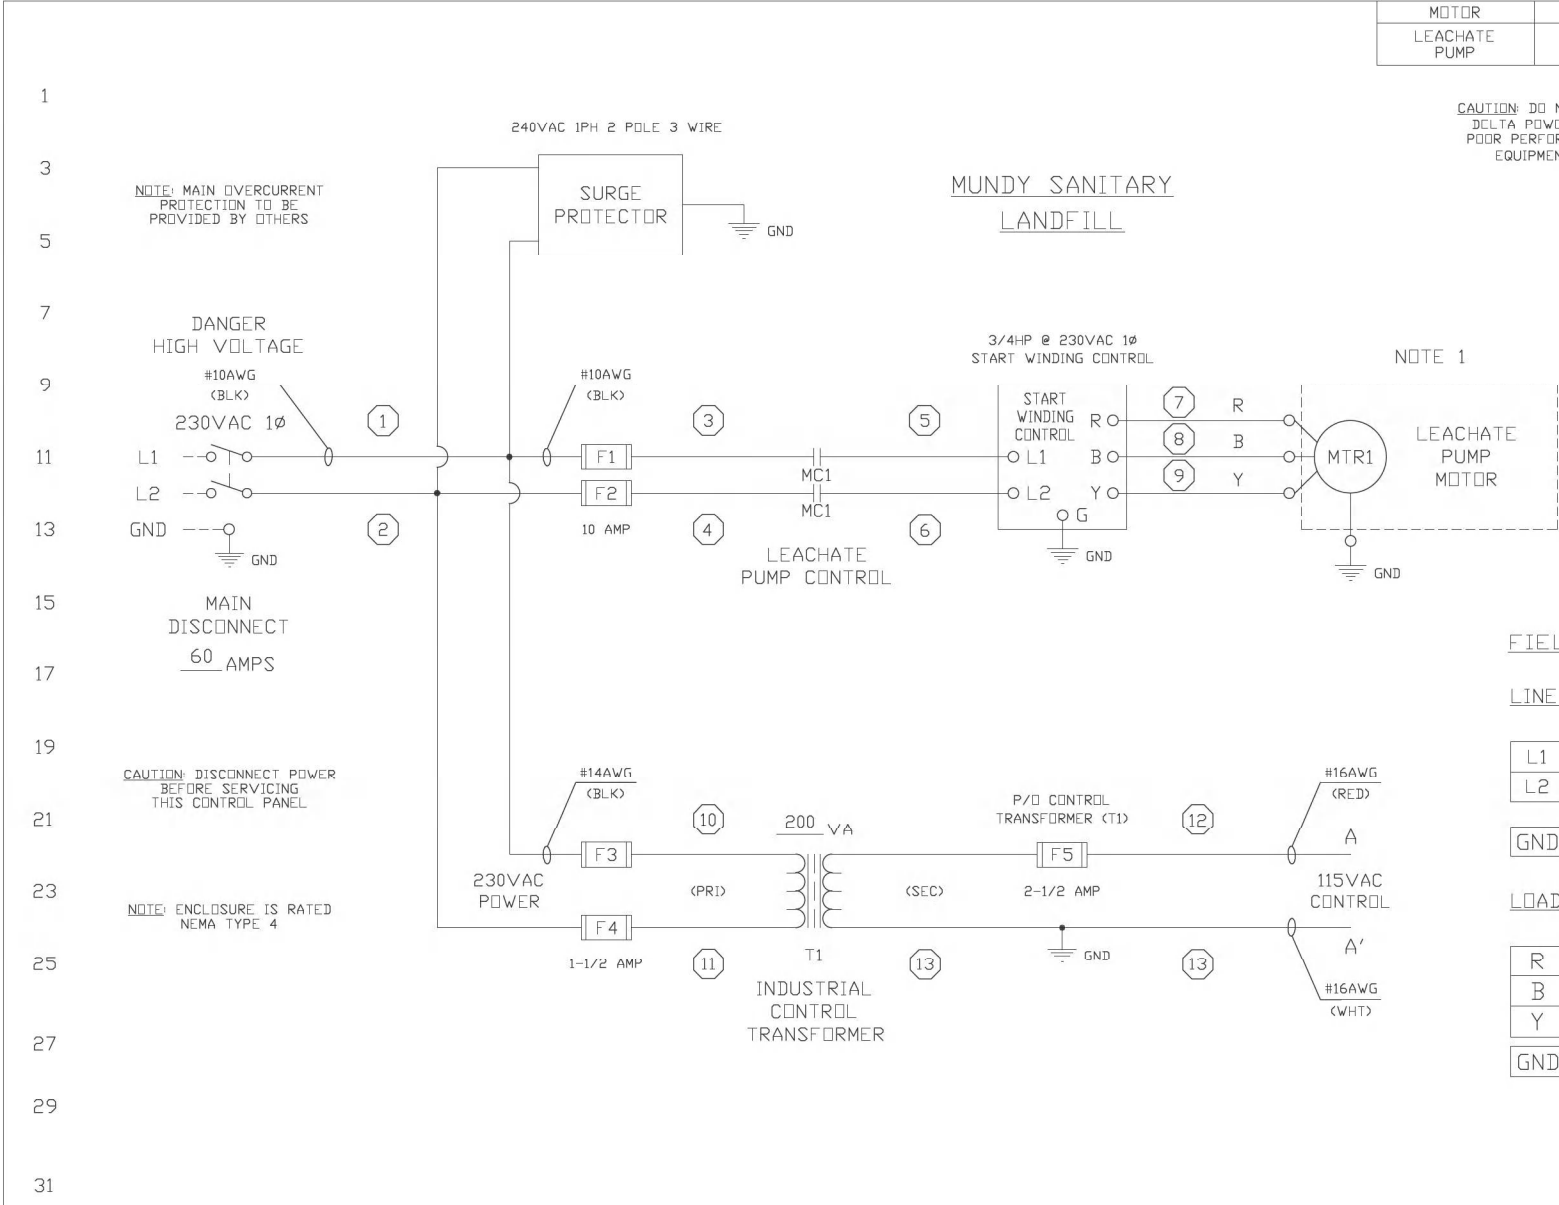 MOTOR
LEACHATE
PUMP
1
3
5
7
9
11
13
15
17
19
21
23
25
27
29
31
240VAC 1PH 2 POLE 3 WIRE
SURGE
PROTECTOR
GND
NOTE: MAIN OVERCURRENT
PROTECTION TO BE
PROVIDED BY OTHERS
MUNDY SANITARY
LANDFILL
CAUTION: DO
DELTA
POOR
DANGER
HIGH VOLTAGE
#10AWG
(BLK)
230VAC 1Ø
L1
L2
GND
GND
MAIN
DISCONNECT
60 AMPS
1
2
#10AWG
(BLK)
F1
F2
10 AMP
3
4
MC1
MC1
LEACHATE
PUMP CONTROL
5
6
3/4HP @ 230VAC 1Ø
START WINDING CONTROL
START
WINDING
CONTROL
R
L1
B
L2
Y
G
GND
7
R
8
B
9
Y
NOTE 1
MTR1
LEACHATE
PUMP
MOTOR
GND
CAUTION: DISCONNECT POWER
BEFORE SERVICING
THIS CONTROL PANEL
NOTE: ENCLOSURE IS RATED
NEMA TYPE 4
#14AWG
(BLK)
F3
230VAC
POWER
F4
1-1/2 AMP
10
(PRI)
11
200 VA
T1
INDUSTRIAL
CONTROL
TRANSFORMER
(SEC)
13
P/O CONTROL
TRANSFORMER (T1)
F5
2-1/2 AMP
GND
12
13
#16AWG
(RED)
A
115VAC
CONTROL
A'
#16AWG
(WHT)
LINE
L1
L2
GND
R
B
Y
GND